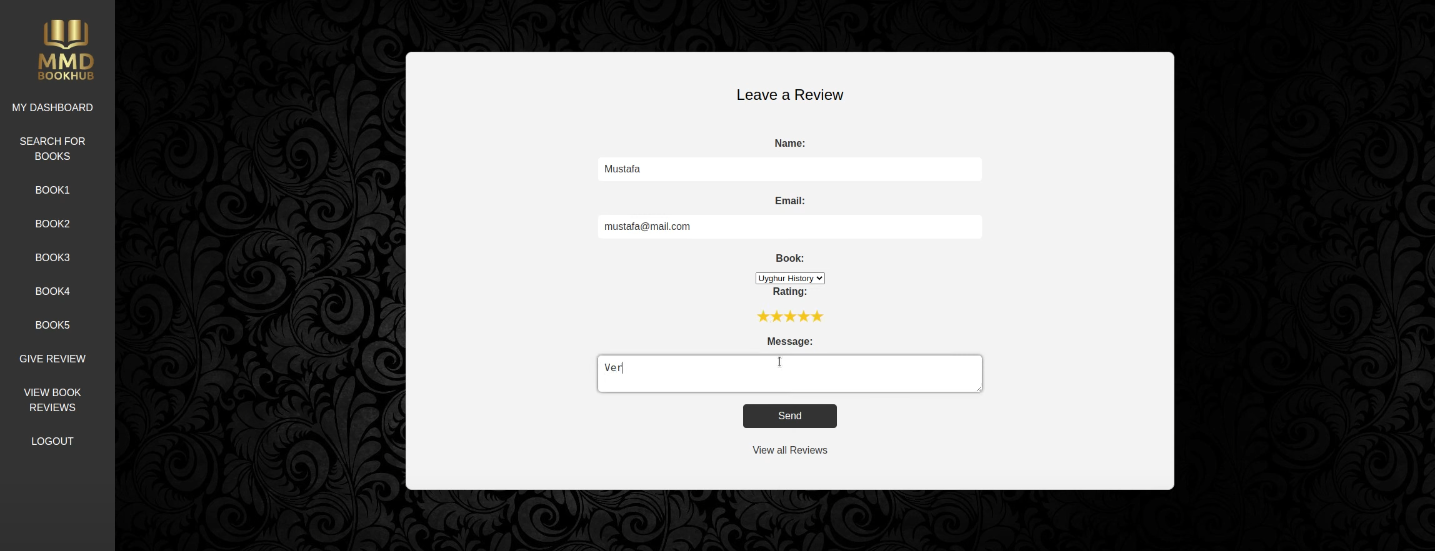 MMD
BOOKHUB
MY DASHBOARD
SEARCH FOR
BOOKS
BOOK1
BOOK2
BOOK3
BOOK4
BOOK5
GIVE REVIEW
VIEW BOOK
REVIEWS
LOGOUT
Leave a Review
Name:
Mustafa
Email:
mustafa@mail.com
Book:
Uyghur History
Rating:
Message:
Ver
Send
View all Reviews